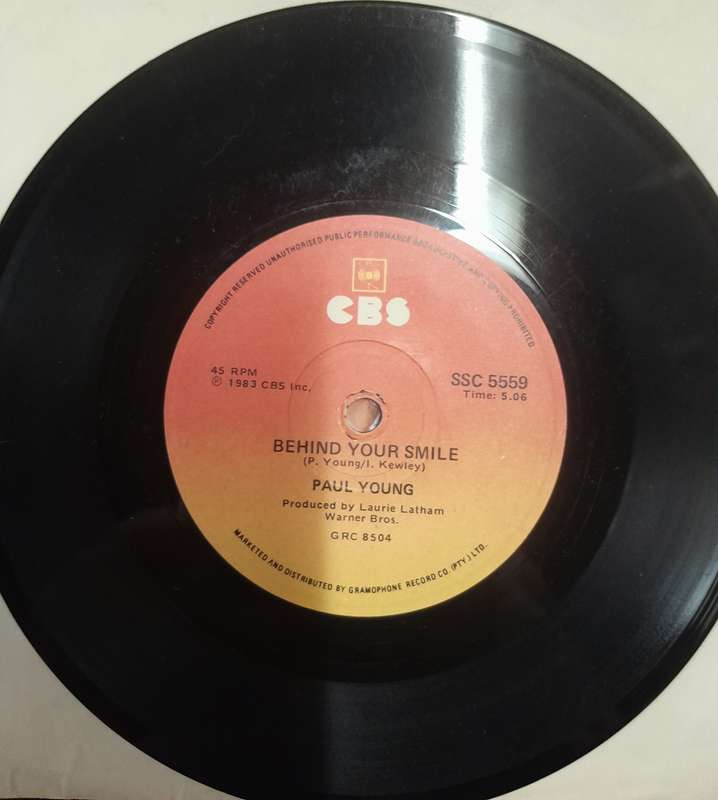 COPYRIGHT RESERVED UNAUTHORISED PUBLIC PERFORMANCE BROADCASTING AND COPYING PROHIBITED
CBS
45 RPM
℗ 1983 CBS Inc.
SSC 5559
Time: 5.06
BEHIND YOUR SMILE
(P. Young/I. Kewley)
PAUL YOUNG
Produced by Laurie Latham
Warner Bros.
GRC 8504
MARKETED AND DISTRIBUTED BY GRAMOPHONE RECORD CO. (PTY.) LTD.